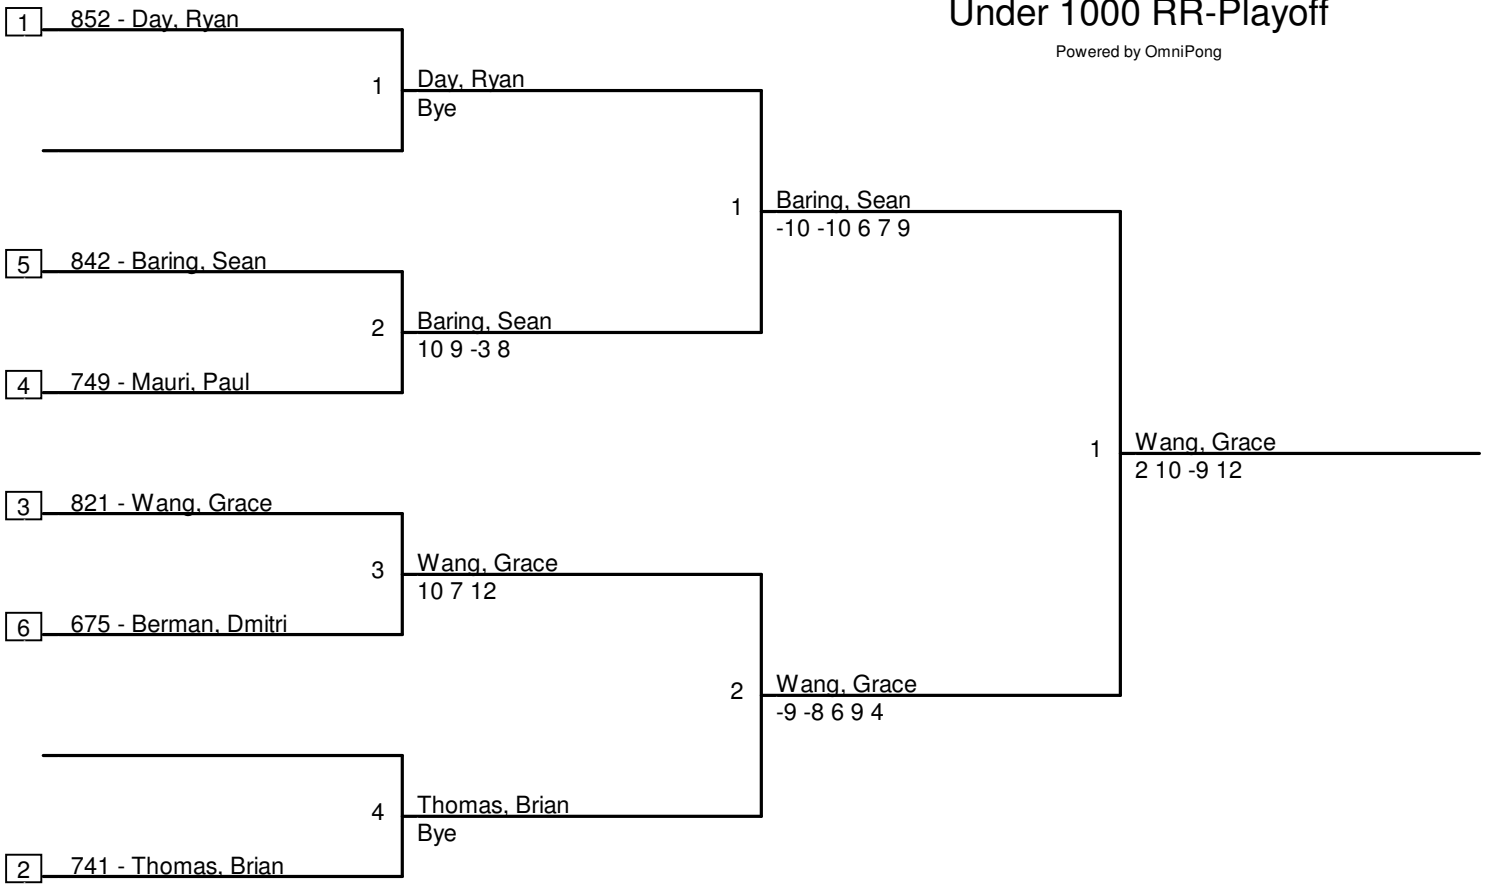 Under 1000 RR-Playoff
Powered by OmniPong
1 852 - Day, Ryan
1 Day, Ryan
Bye
1 Baring, Sean
-10 -10 6 7 9
5 842 - Baring, Sean
2 Baring, Sean
10 9 -3 8
4 749 - Mauri, Paul
1 Wang, Grace
2 10 -9 12
3 821 - Wang, Grace
3 Wang, Grace
10 7 12
6 675 - Berman, Dmitri
2 Wang, Grace
-9 -8 6 9 4
4 Thomas, Brian
Bye
2 741 - Thomas, Brian